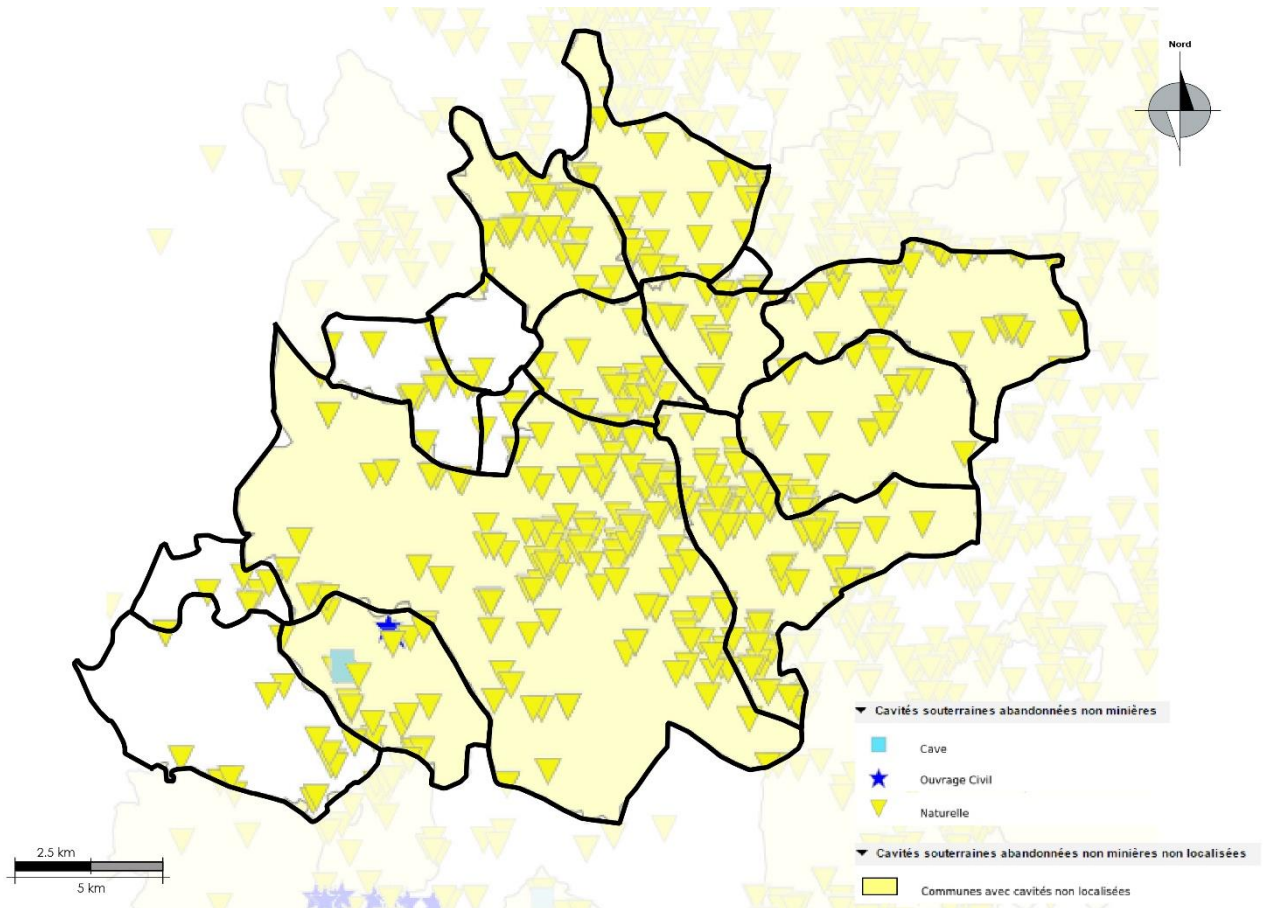 Nord
Cavités souterraines abandonnées non minières
Cave
Ouvrage Civil
Naturelle
Cavités souterraines abandonnées non minières non localisées
Communes avec cavités non localisées
2.5 km
5 km